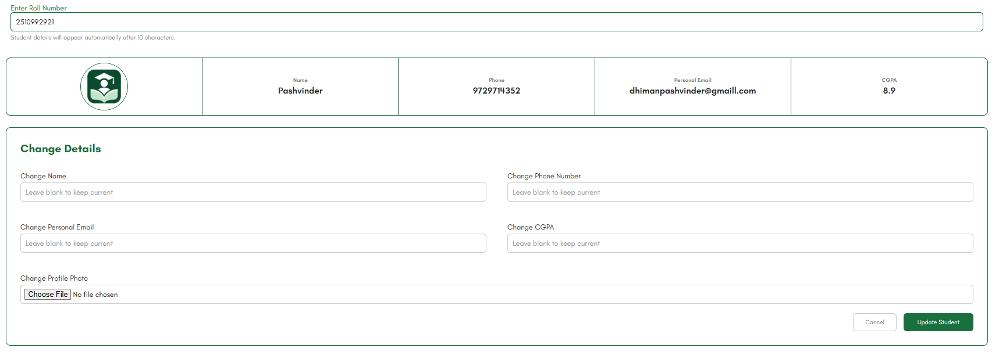 Enter Roll Number
2510992921
Student details will appear automatically after 10 characters.
Name
Pashvinder
Phone
9729714352
Personal Email
dhimanpashvinder@gmaill.com
CGPA
8.9
Change Details
Change Name
Leave blank to keep current
Change Phone Number
Leave blank to keep current
Change Personal Email
Leave blank to keep current
Change CGPA
Leave blank to keep current
Change Profile Photo
Choose File No file chosen
Cancel
Update Student